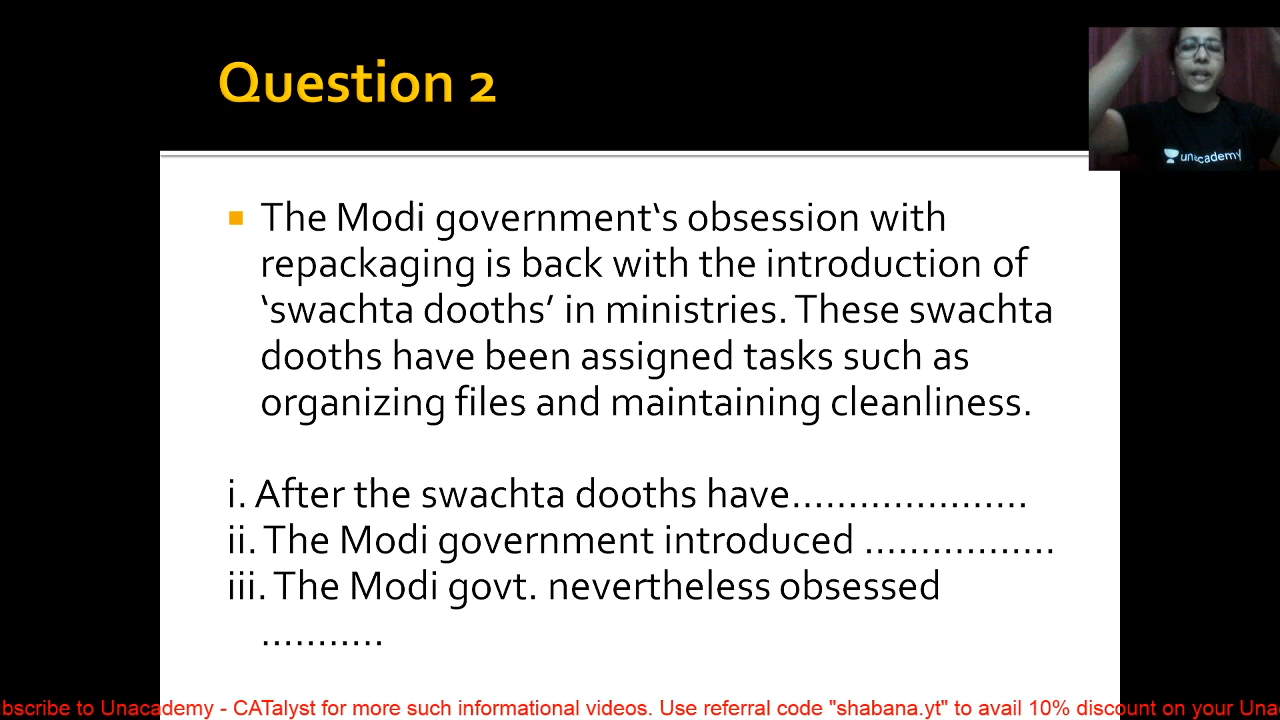 Question 2
unacademy
■ The Modi government‘s obsession with
repackaging is back with the introduction of
‘swachta dooths’ in ministries. These swachta
dooths have been assigned tasks such as
organizing files and maintaining cleanliness.
i. After the swachta dooths have.....................
ii. The Modi government introduced .................
iii. The Modi govt. nevertheless obsessed
...........
bscribe to Unacademy - CATalyst for more such informational videos. Use referral code "shabana.yt" to avail 10% discount on your Una